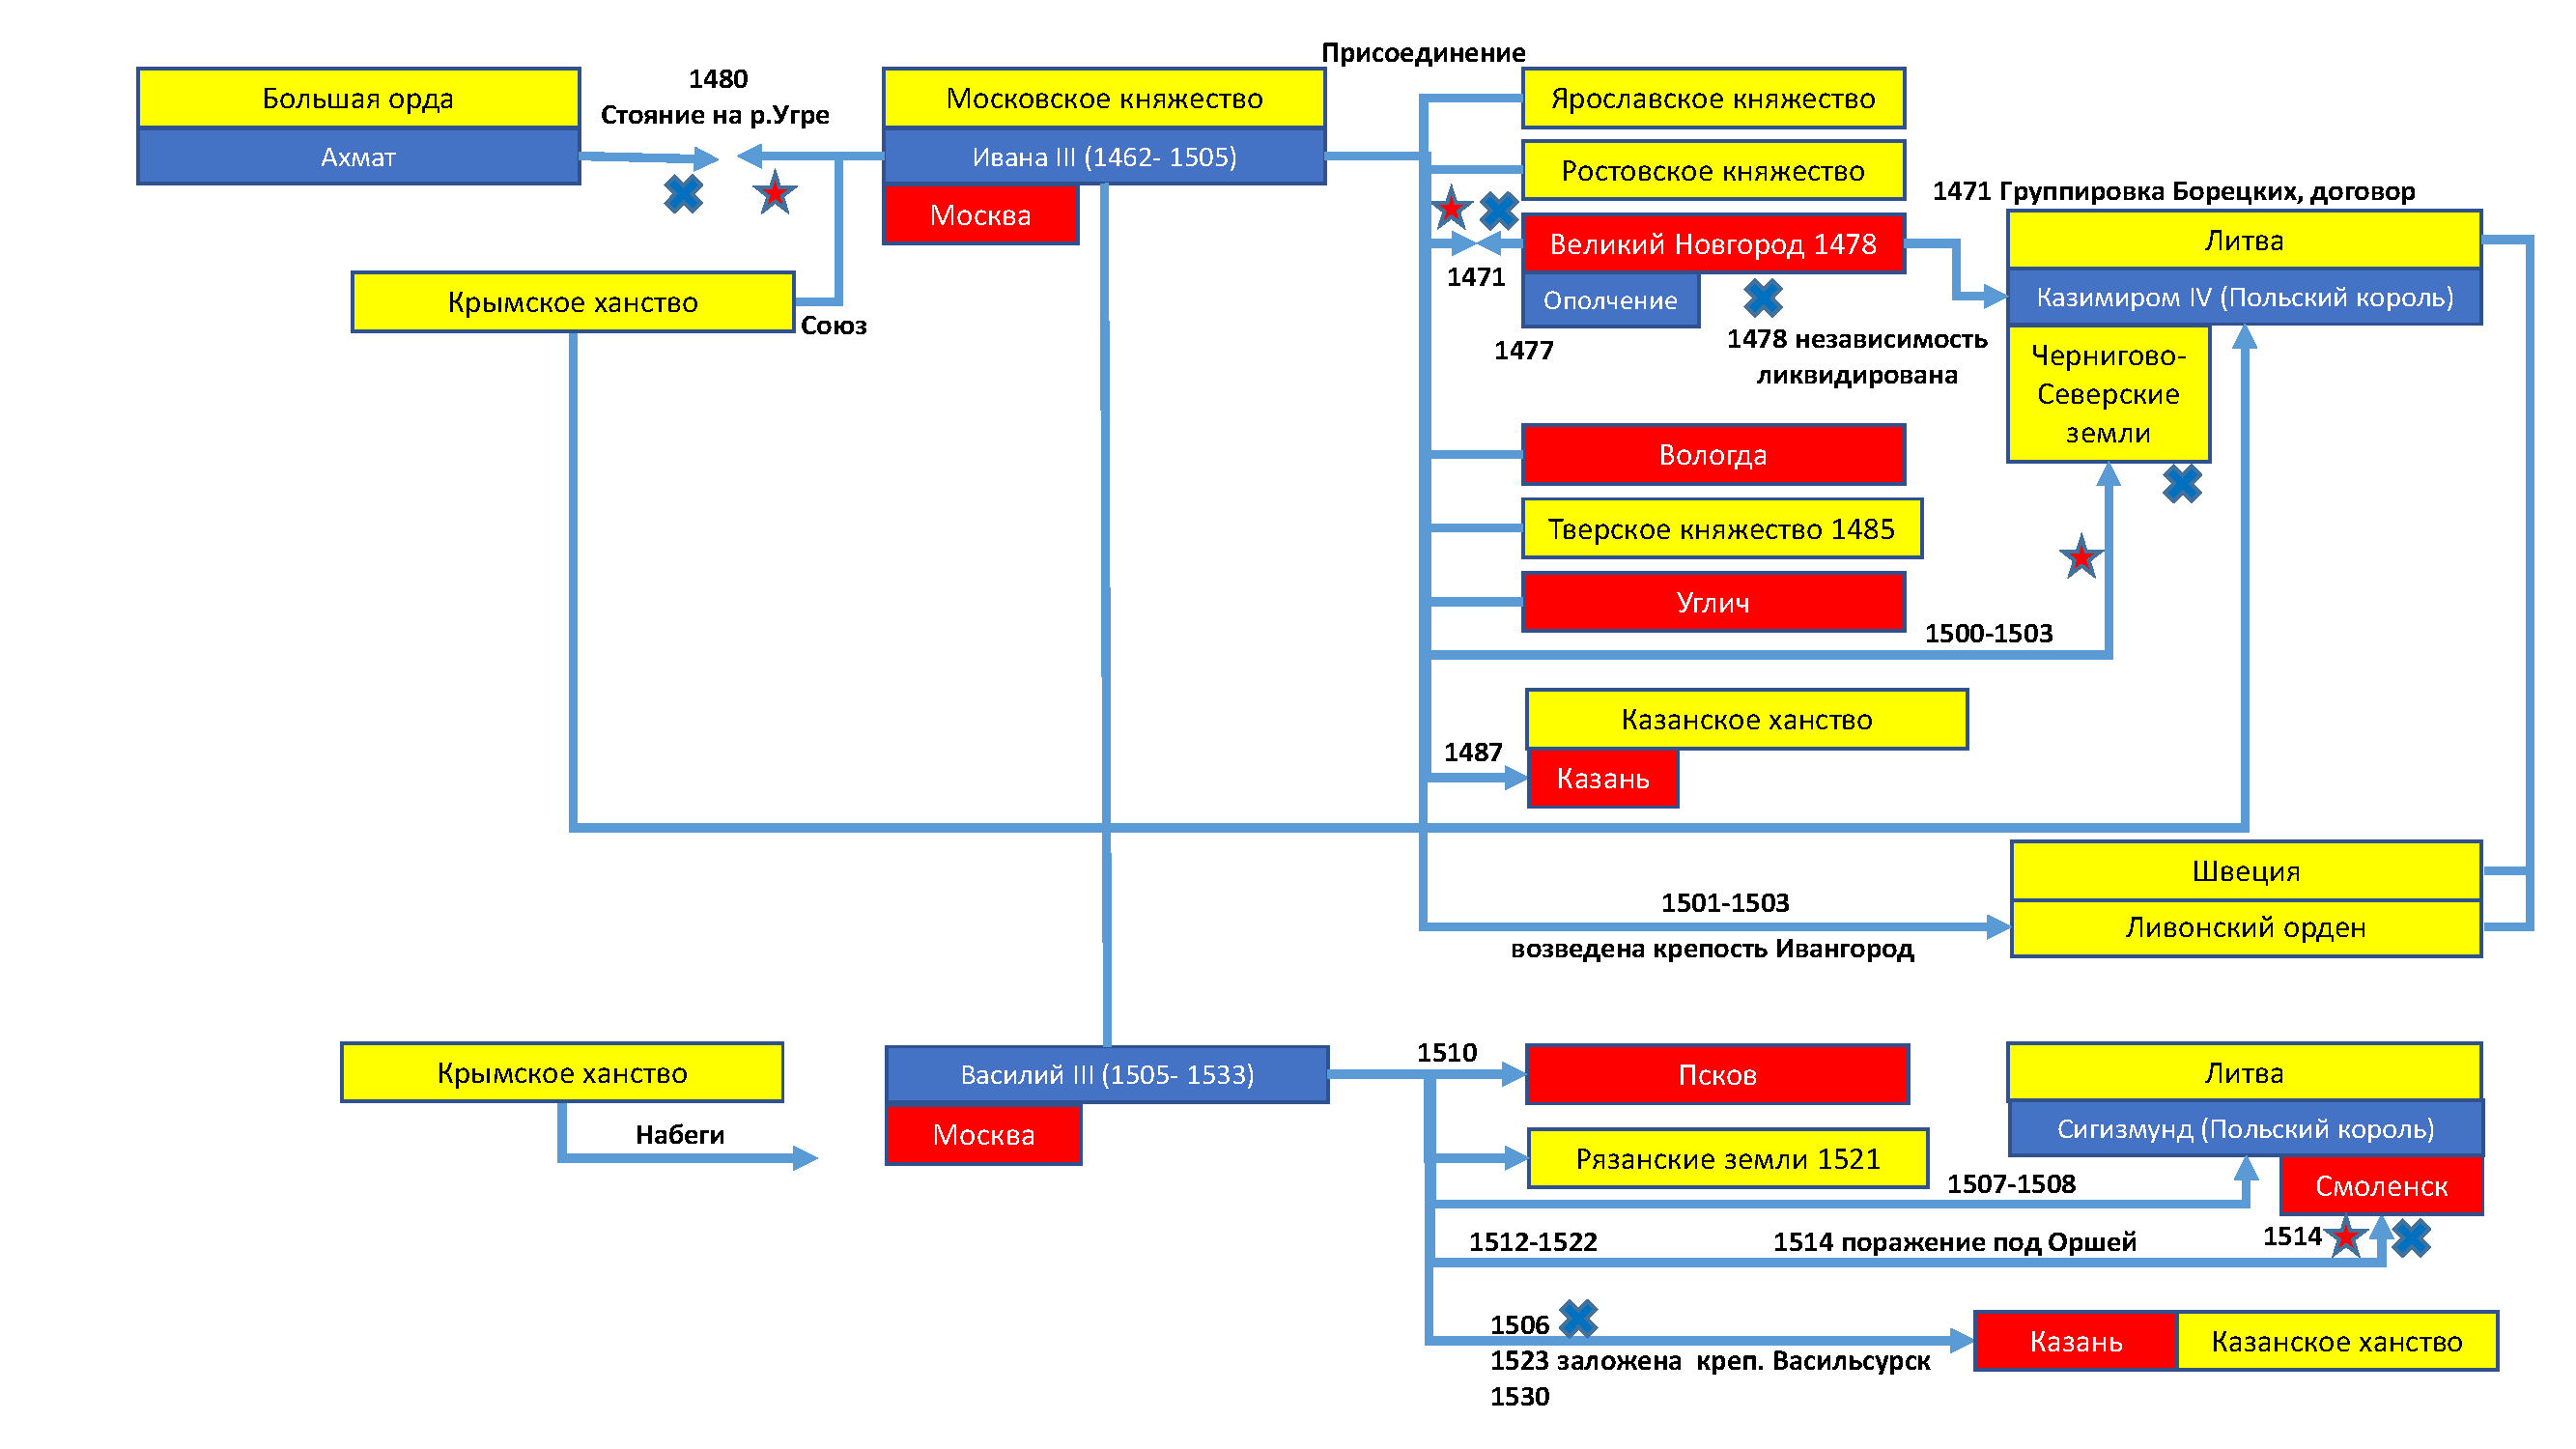 Присоединение
Большая орда
Ахмат
1480
Стояние на р.Угре
Московское княжество
Ивана III (1462- 1505)
Москва
Крымское ханство
Союз
Ярославское княжество
Ростовское княжество
Великий Новгород 1478
Ополчение
1471
1477
1478 независимость
ликвидирована
1471 Группировка Борецких, договор
Литва
Казимиром IV (Польский король)
Чернигово-
Северские
земли
Вологда
Тверское княжество 1485
Углич
1500-1503
Казанское ханство
1487
Казань
Швеция
Ливонский орден
1501-1503
возведена крепость Ивангород
Крымское ханство
Набеги
Василий III (1505- 1533)
Москва
1510
Псков
Рязанские земли 1521
Литва
Сигизмунд (Польский король)
Смоленск
1507-1508
1512-1522
1514 поражение под Оршей
1514
1506
1523 заложена  креп. Васильсурск
1530
Казань
Казанское ханство